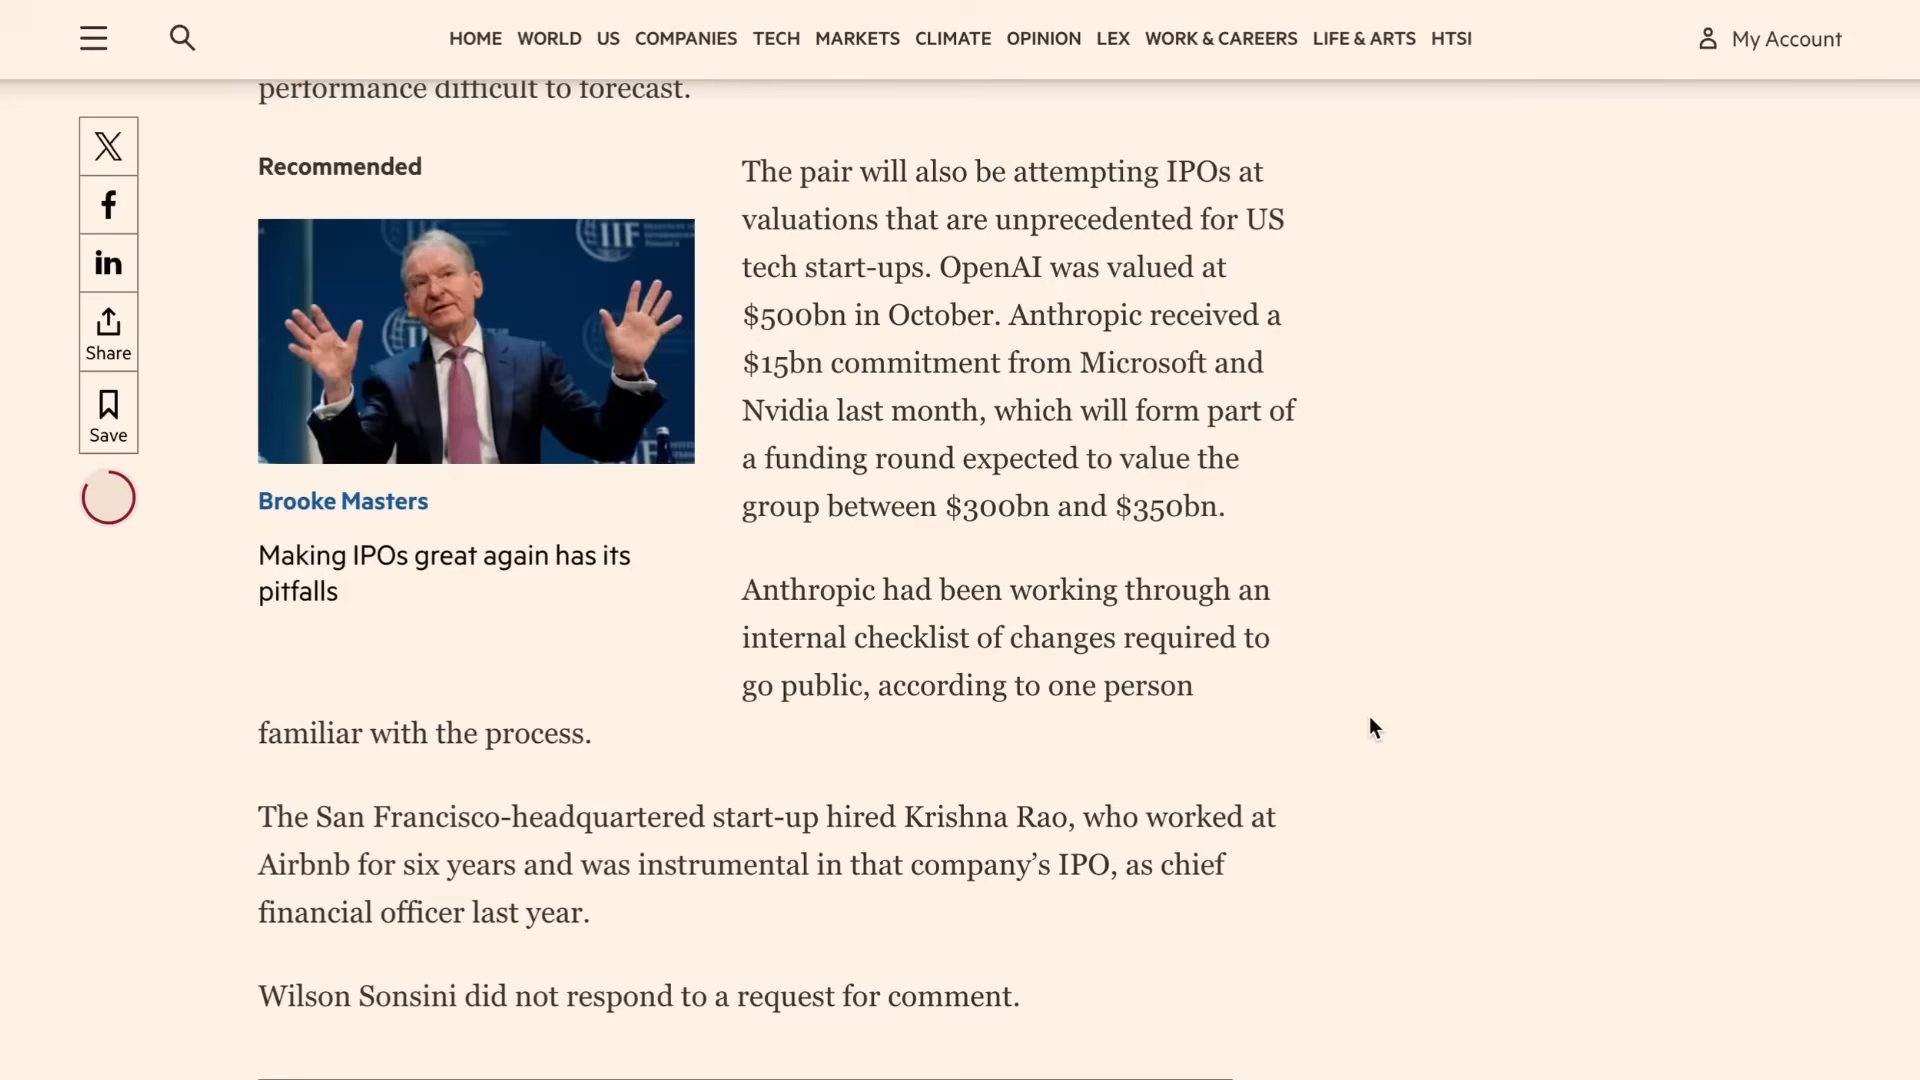 HOME WORLD US COMPANIES TECH MARKETS CLIMATE OPINION LEX WORK & CAREERS LIFE & ARTS HTSI
My Account
performance difficult to forecast.
Share
Save
Recommended
IIF
Brooke Masters
Making IPOs great again has its
pitfalls
The pair will also be attempting IPOs at
valuations that are unprecedented for US
tech start-ups. OpenAI was valued at
$500bn in October. Anthropic received a
$15bn commitment from Microsoft and
Nvidia last month, which will form part of
a funding round expected to value the
group between $300bn and $350bn.
Anthropic had been working through an
internal checklist of changes required to
go public, according to one person
familiar with the process.
The San Francisco-headquartered start-up hired Krishna Rao, who worked at
Airbnb for six years and was instrumental in that company’s IPO, as chief
financial officer last year.
Wilson Sonsini did not respond to a request for comment.